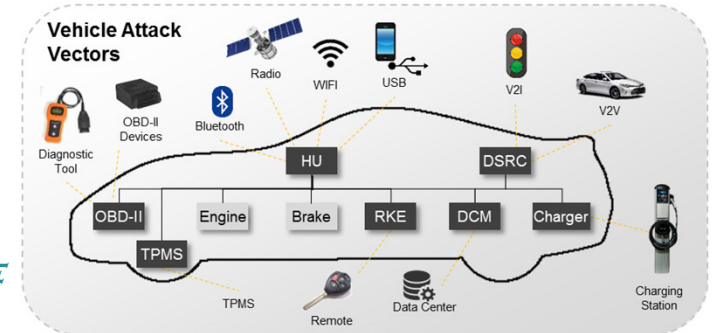 Vehicle Attack
Vectors
Radio
WIFI
USB
V2I
V2V
OBD-II
Devices
Bluetooth
Diagnostic
Tool
HU
DSRC
OBD-II
Engine
Brake
RKE
DCM
Charger
TPMS
TPMS
Remote
Data Center
Charging
Station
E